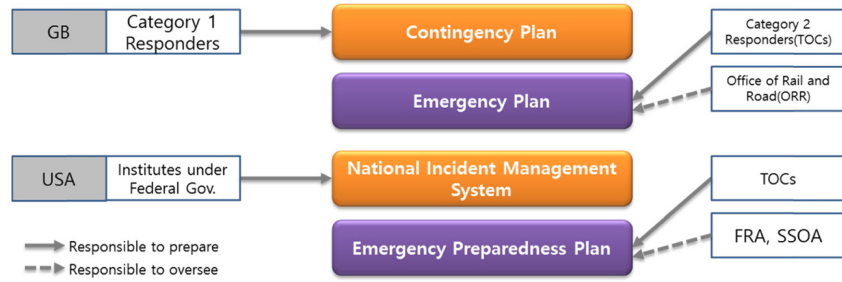 GB
Category 1
Responders
Contingency Plan
Category 2
Responders(TOCs)
Emergency Plan
Office of Rail and
Road(ORR)
USA
Institutes under
Federal Gov.
National Incident Management
System
TOCs
Emergency Preparedness Plan
FRA, SSOA
Responsible to prepare
Responsible to oversee